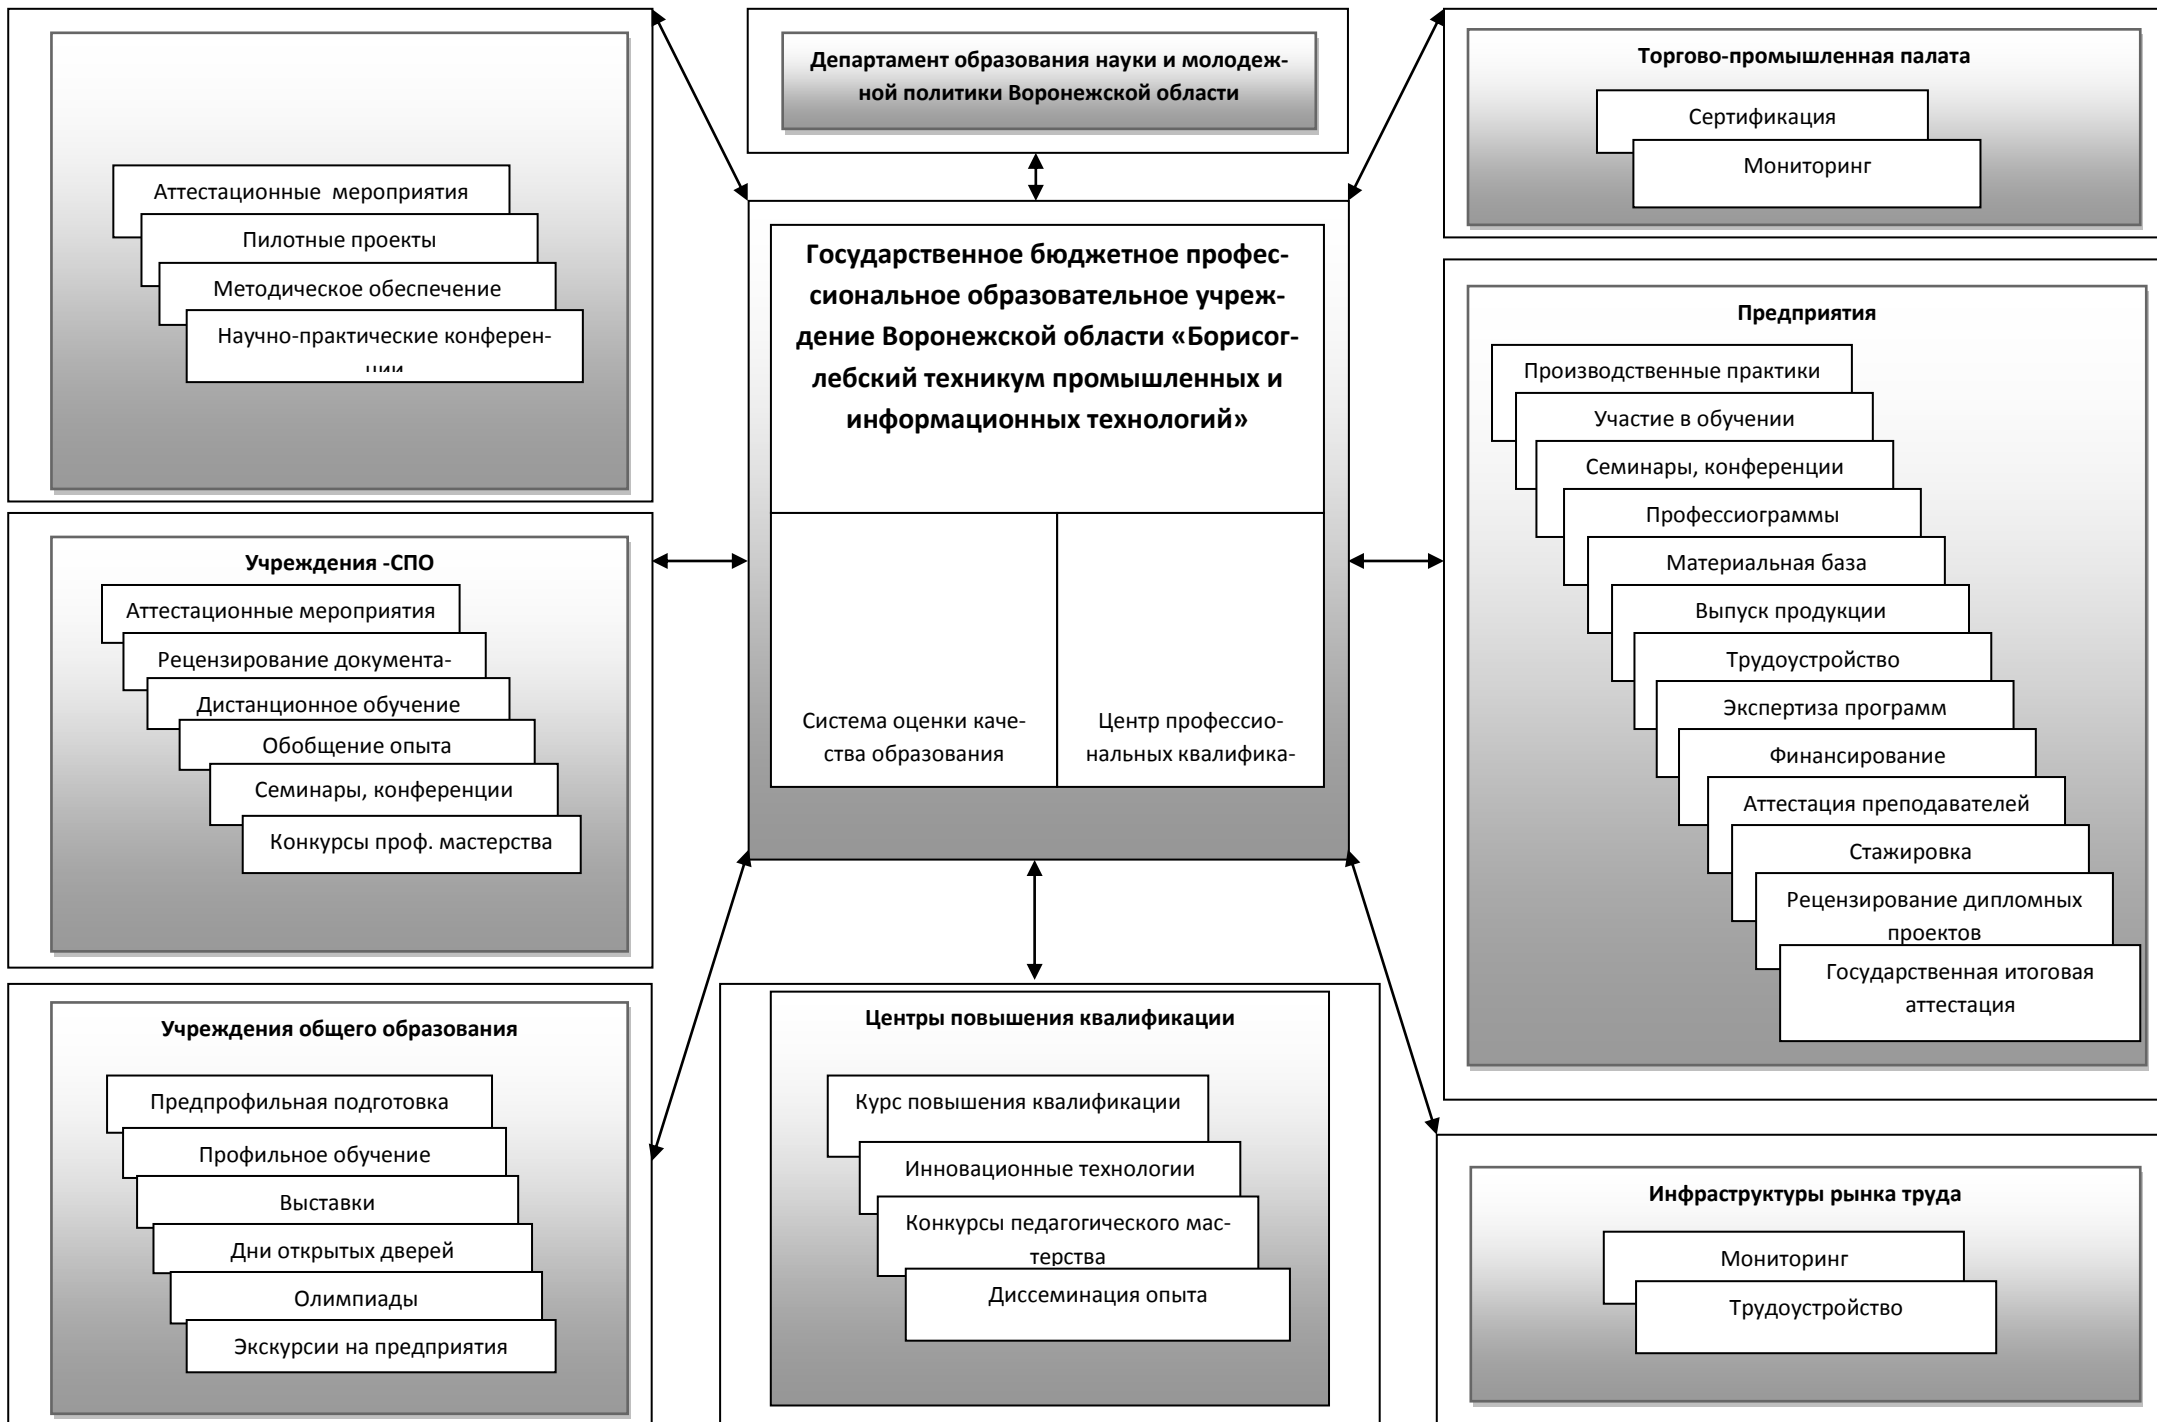 Аттестационные мероприятия
Пилотные проекты
Методическое обеспечение
Научно-практические конферен-
ции
Департамент образования науки и молодеж-
ной политики Воронежской области
Торгово-промышленная палата
Сертификация
Мониторинг
Государственное бюджетное профес-
сиональное образовательное учреж-
дение Воронежской области «Борисог-
лебский техникум промышленных и
информационных технологий»
Система оценки каче-
ства образования
Центр профессио-
нальных квалифика-
Предприятия
Производственные практики
Участие в обучении
Семинары, конференции
Профессиограммы
Материальная база
Выпуск продукции
Трудоустройство
Экспертиза программ
Финансирование
Аттестация преподавателей
Стажировка
Рецензирование дипломных
проектов
Государственная итоговая
аттестация
Учреждения -СПО
Аттестационные мероприятия
Рецензирование документа-
Дистанционное обучение
Обобщение опыта
Семинары, конференции
Конкурсы проф. мастерства
Учреждения общего образования
Предпрофильная подготовка
Профильное обучение
Выставки
Дни открытых дверей
Олимпиады
Экскурсии на предприятия
Центры повышения квалификации
Курс повышения квалификации
Инновационные технологии
Конкурсы педагогического мас-
терства
Диссеминация опыта
Инфраструктуры рынка труда
Мониторинг
Трудоустройство